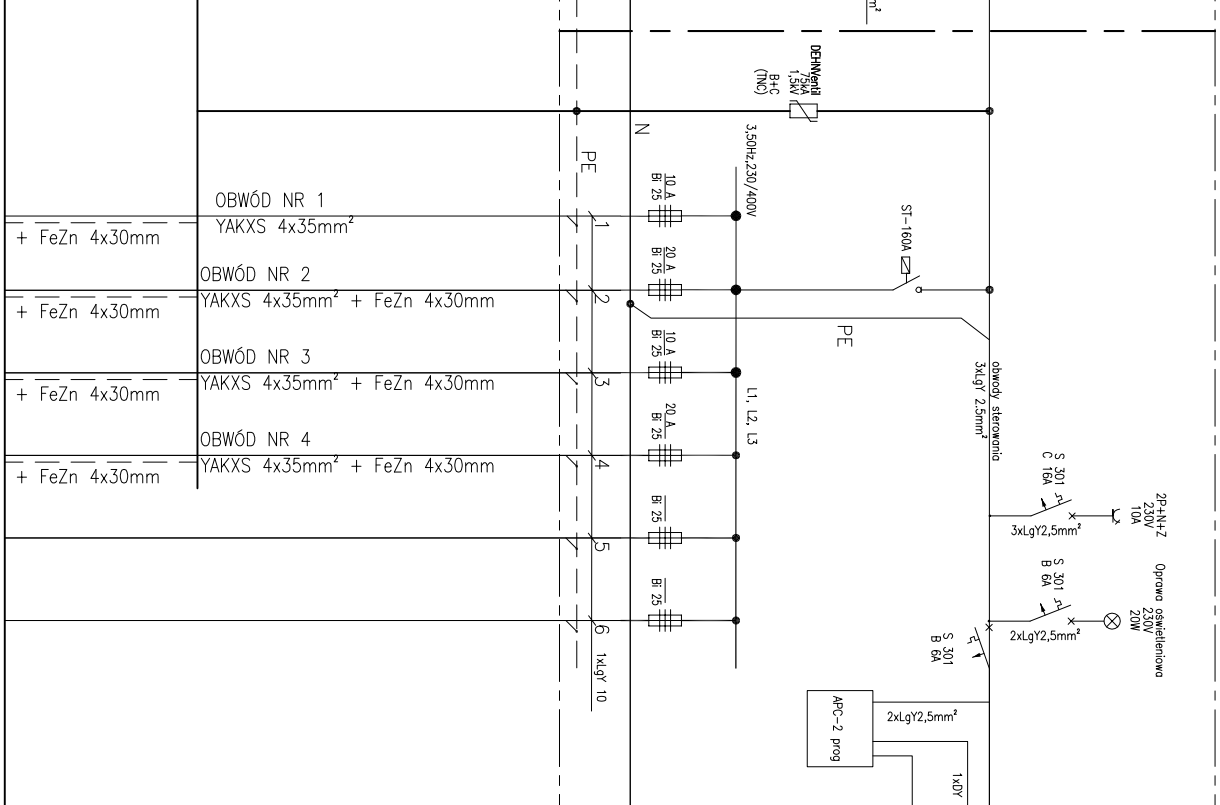 m²
DEHNventil
75kA
1,5kV
B+C
(TNC)
N
PE
3,50Hz,230/400V
OBWÓD NR 1
YAKXS 4x35mm²
+ FeZn 4x30mm
1
10 A
Bi 25
ST-160A
OBWÓD NR 2
YAKXS 4x35mm² + FeZn 4x30mm
+ FeZn 4x30mm
2
20 A
Bi 25
PE
OBWÓD NR 3
YAKXS 4x35mm² + FeZn 4x30mm
+ FeZn 4x30mm
3
10 A
Bi 25
L1, L2, L3
obwody sterowania
3xLgY 2.5mm²
OBWÓD NR 4
YAKXS 4x35mm² + FeZn 4x30mm
+ FeZn 4x30mm
4
20 A
Bi 25
S 301
C 16A
2P+N+Z
230V
10A
3xLgY2,5mm²
5
Bi 25
S 301
B 6A
Oprawa oświetleniowa
230V
20W
2xLgY2,5mm²
6
Bi 25
S 301
B 6A
1xLgY 10
APC-2 prog
2xLgY2,5mm²
1xDY